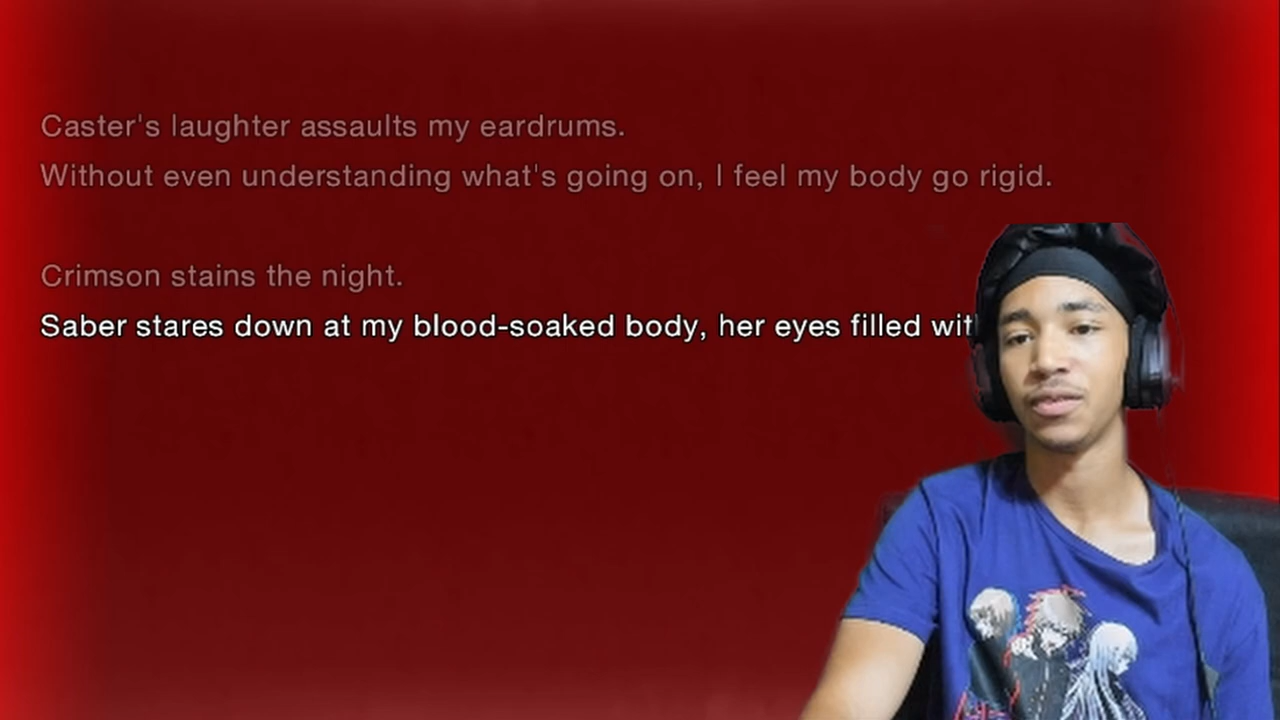 Caster's laughter assaults my eardrums.
Without even understanding what's going on, I feel my body go rigid.
Crimson stains the night.
Saber stares down at my blood-soaked body, her eyes filled